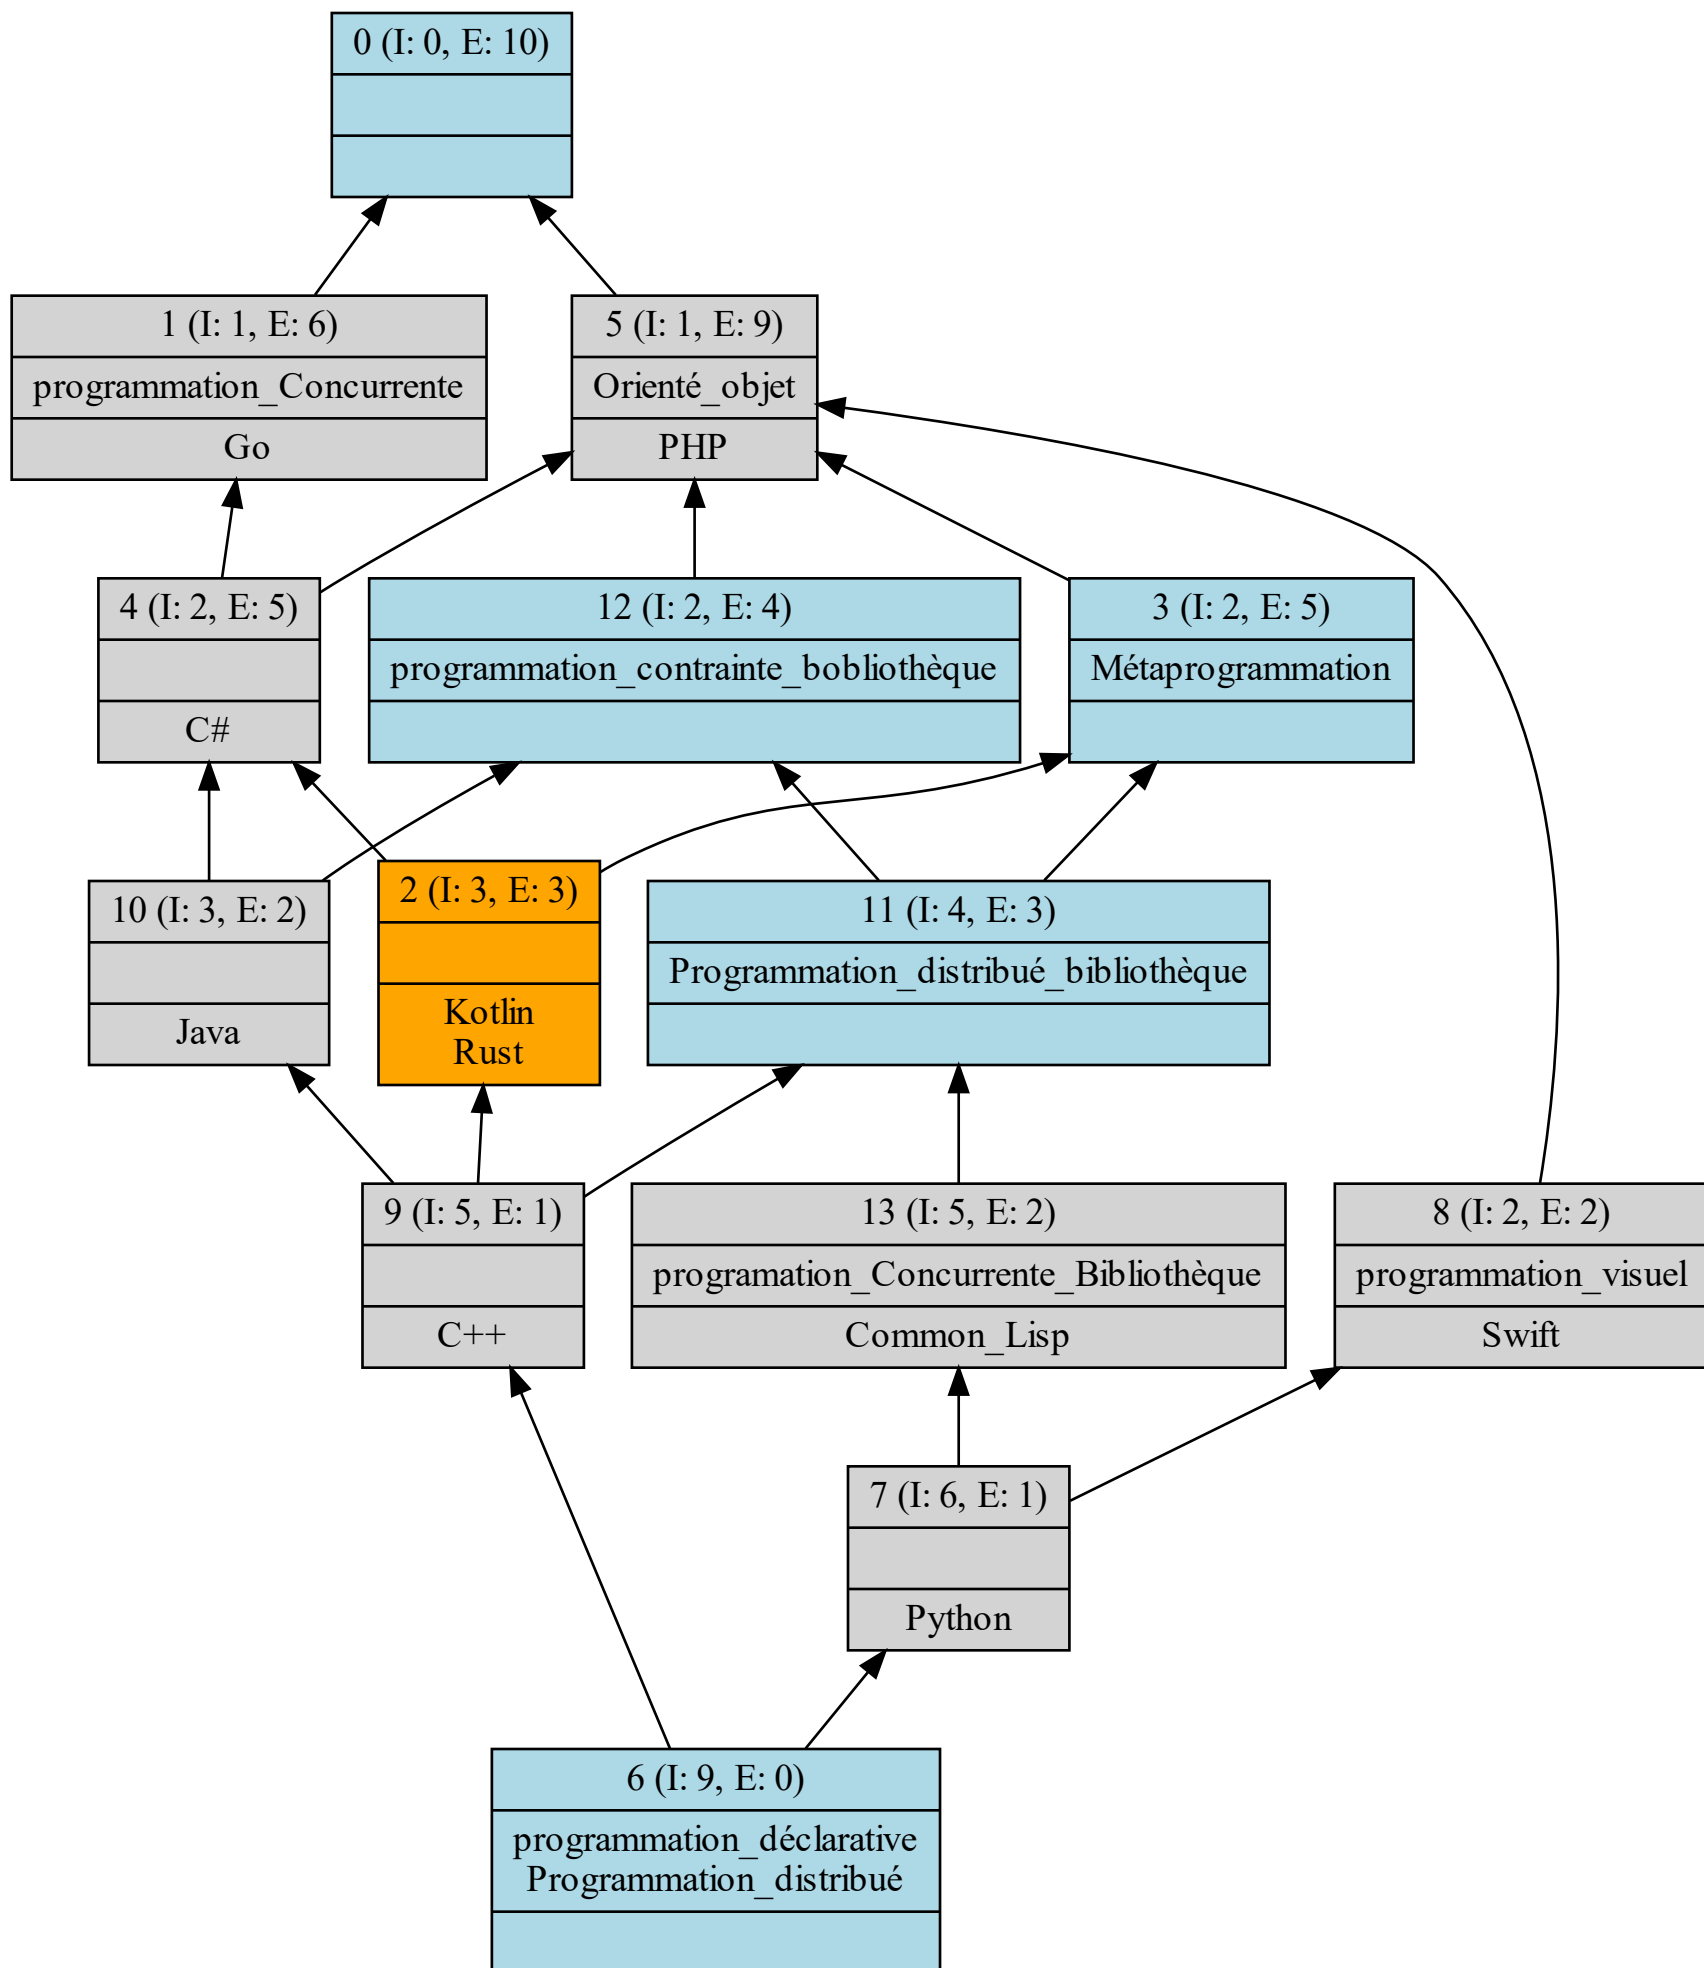 0 (I: 0, E: 10)
1 (I: 1, E: 6)
programmation_Concurrente
Go
5 (I: 1, E: 9)
Orienté_objet
PHP
4 (I: 2, E: 5)
C#
12 (I: 2, E: 4)
programmation_contrainte_bobliothèque
3 (I: 2, E: 5)
Métaprogrammation
10 (I: 3, E: 2)
Java
2 (I: 3, E: 3)
Kotlin
Rust
11 (I: 4, E: 3)
Programmation_distribué_bibliothèque
9 (I: 5, E: 1)
C++
13 (I: 5, E: 2)
programation_Concurrente_Bibliothèque
Common_Lisp
8 (I: 2, E: 2)
programmation_visuel
Swift
7 (I: 6, E: 1)
Python
6 (I: 9, E: 0)
programmation_déclarative
Programmation_distribué